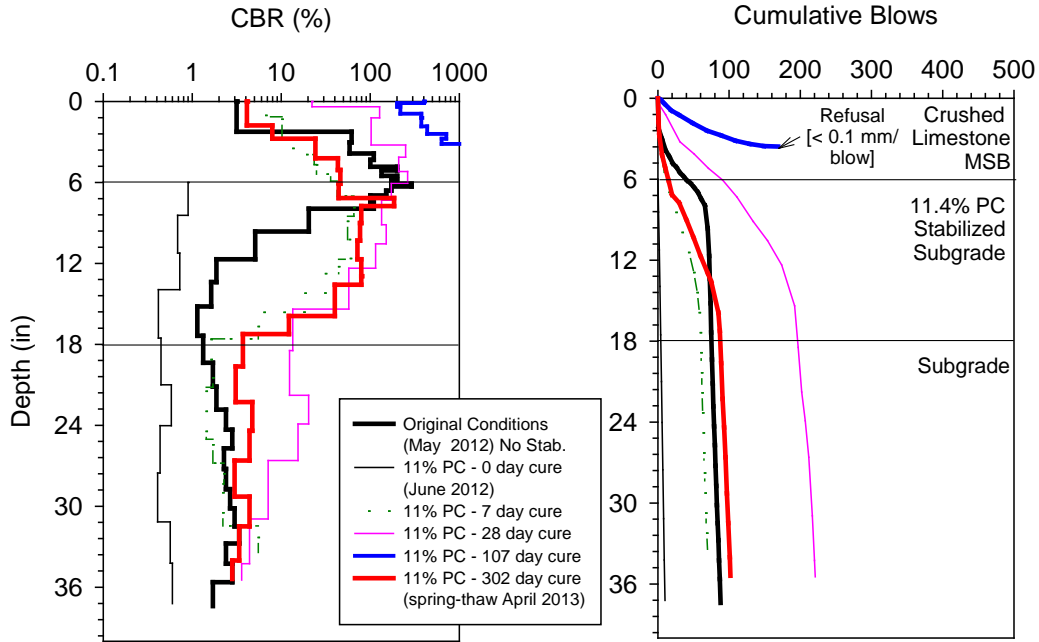 CBR (%)
0.1 1 10 100 1000
0
6
12
18
24
30
36
Depth (in)
Original Conditions
(May 2012) No Stab.
11% PC - 0 day cure
(June 2012)
11% PC - 7 day cure
11% PC - 28 day cure
11% PC - 107 day cure
11% PC - 302 day cure
(spring-thaw April 2013)
Cumulative Blows
0 100 200 300 400 500
0
6
12
18
24
30
36
Refusal
[< 0.1 mm/
blow]
Crushed
Limestone
MSB
11.4% PC
Stabilized
Subgrade
Subgrade